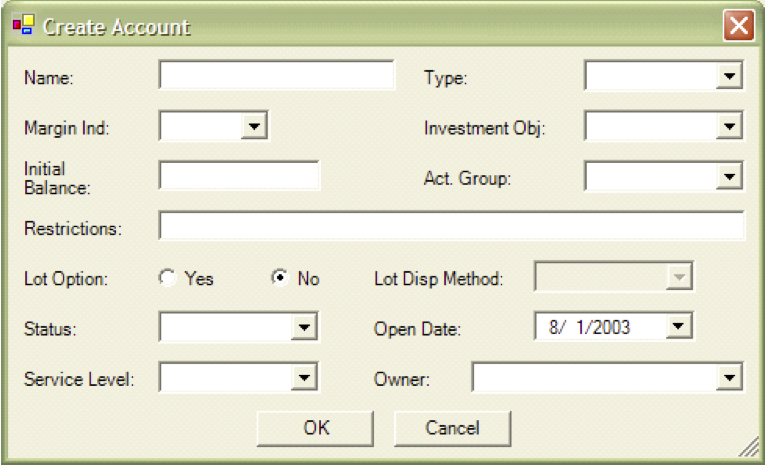 Create Account
Name: Type:
Margin Ind: Investment Obj:
Initial
Balance: Act. Group:
Restrictions:
Lot Option: Yes No Lot Disp Method:
Status: Open Date: 8/ 1/2003
Service Level: Owner:
OK Cancel